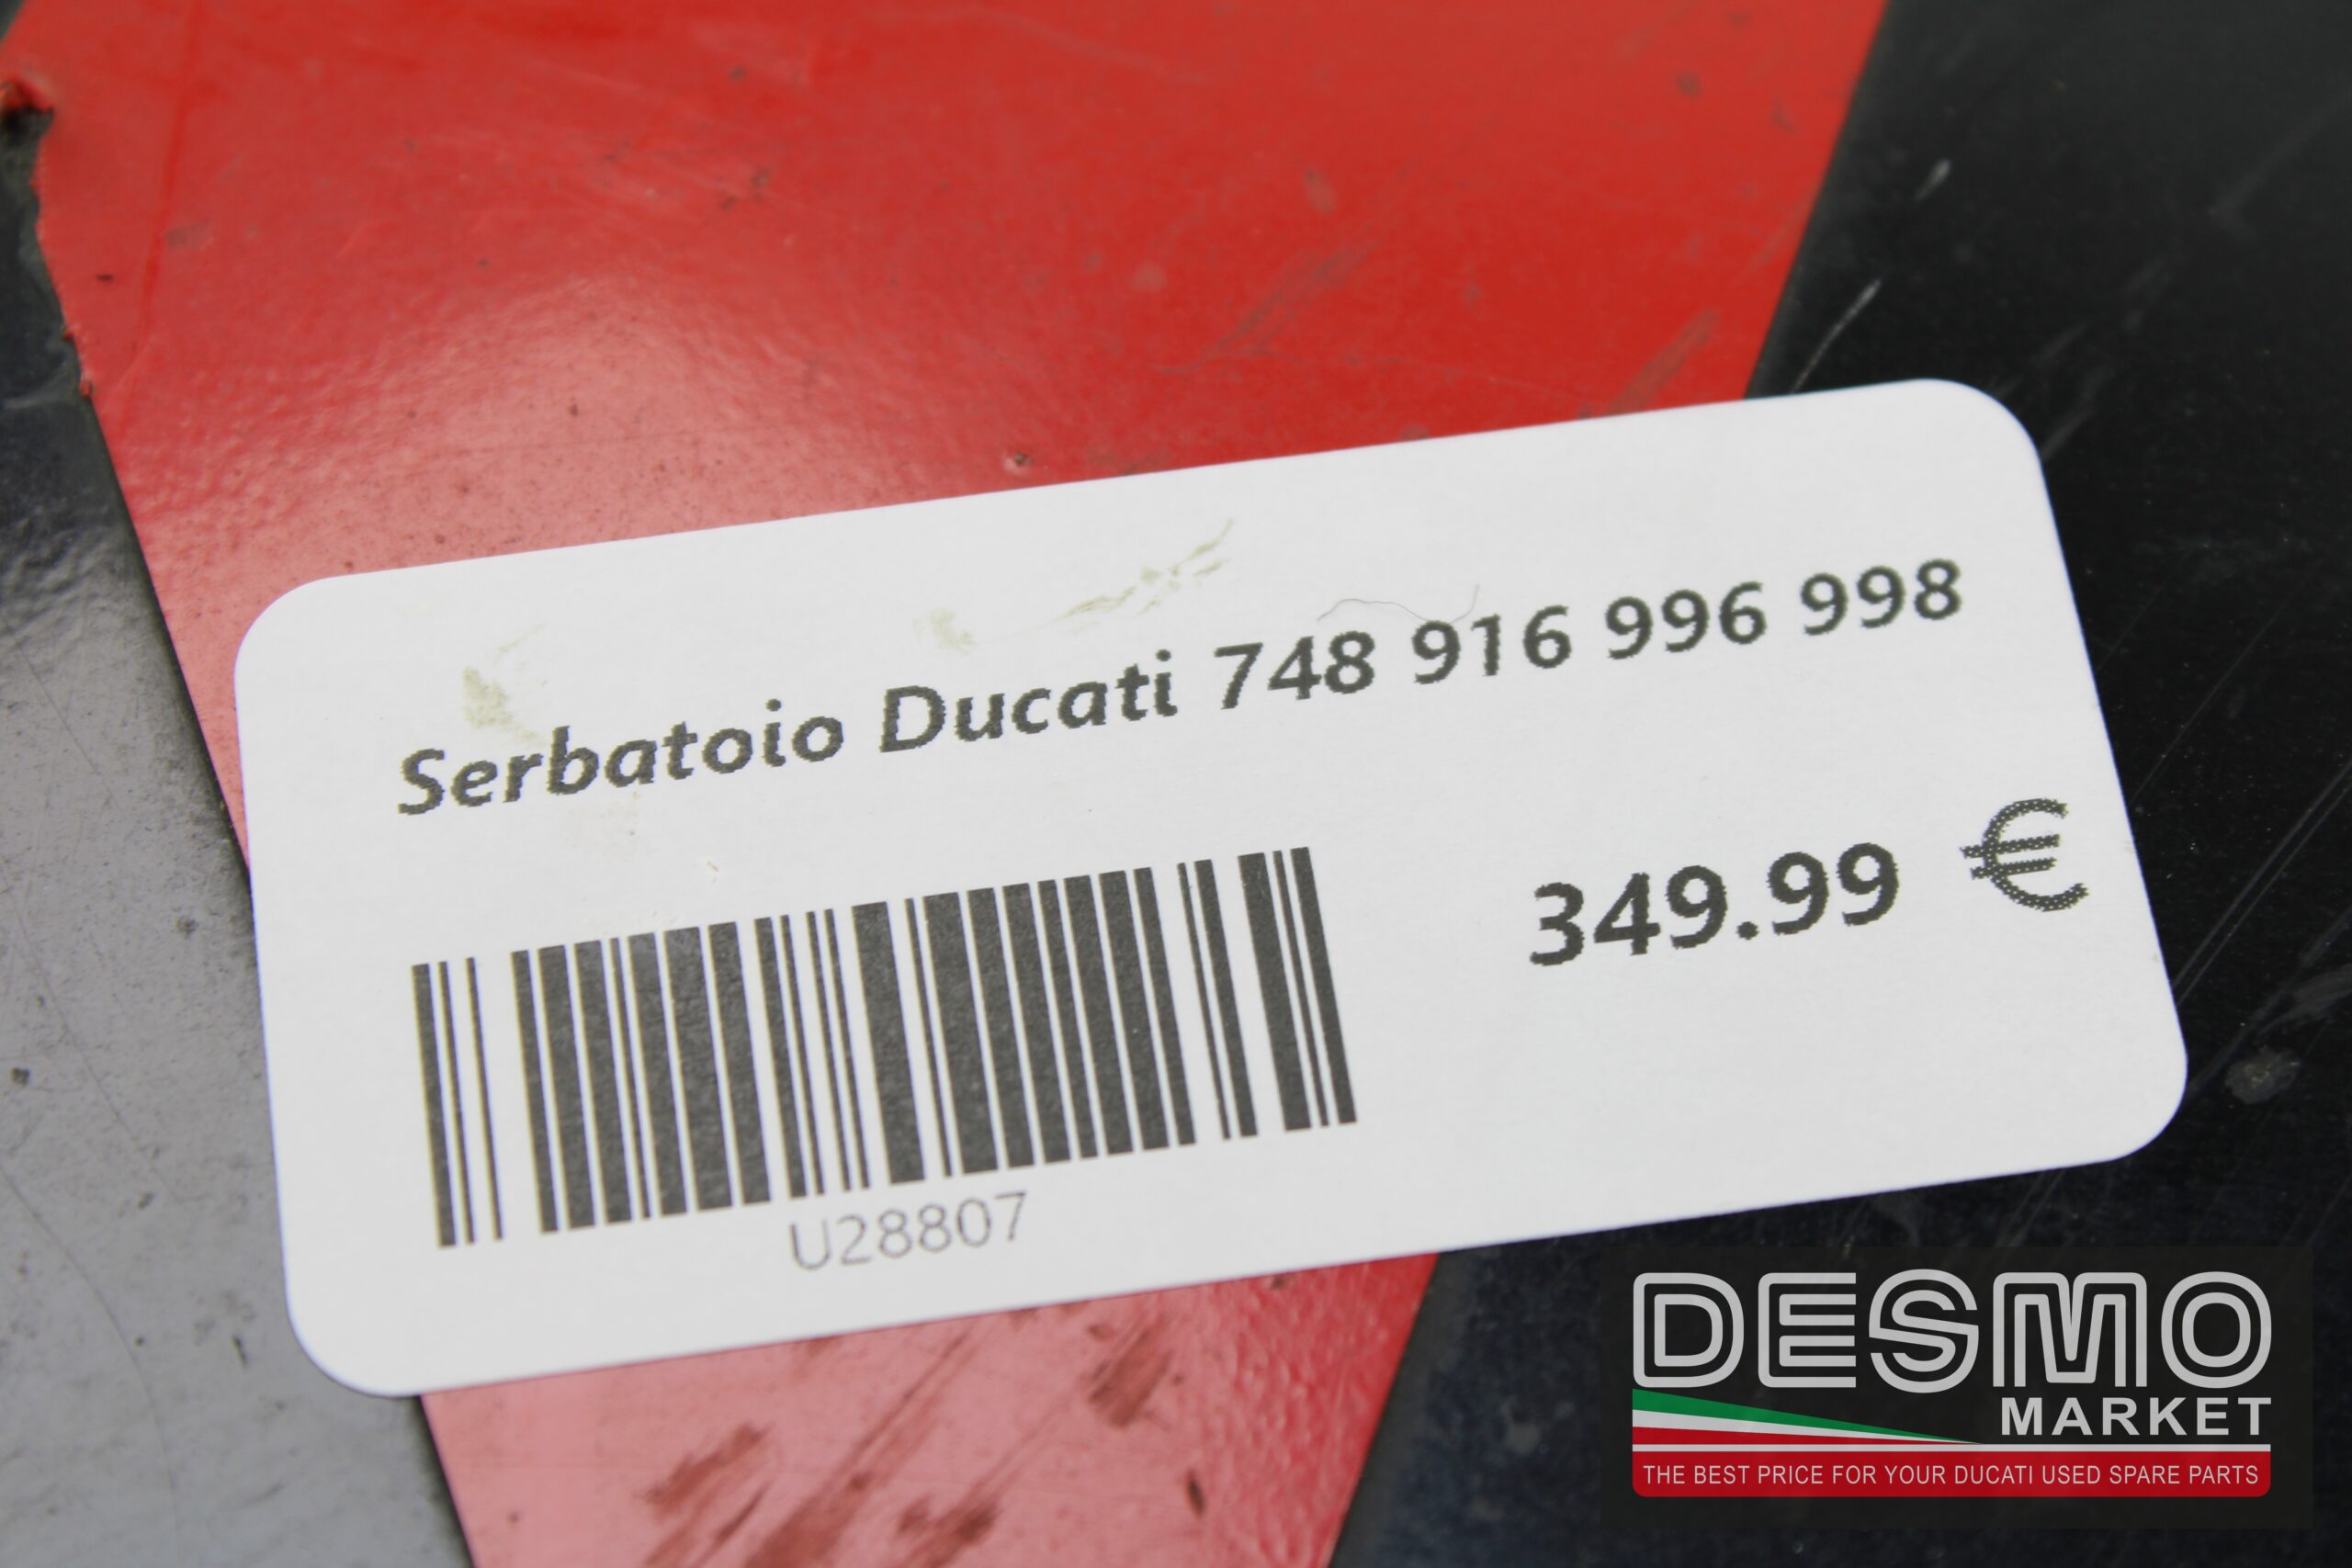 Serbatoio Ducati 748 916 996 998
349.99 €
U28807
DESMO
MARKET
THE BEST PRICE FOR YOUR DUCATI USED SPARE PARTS